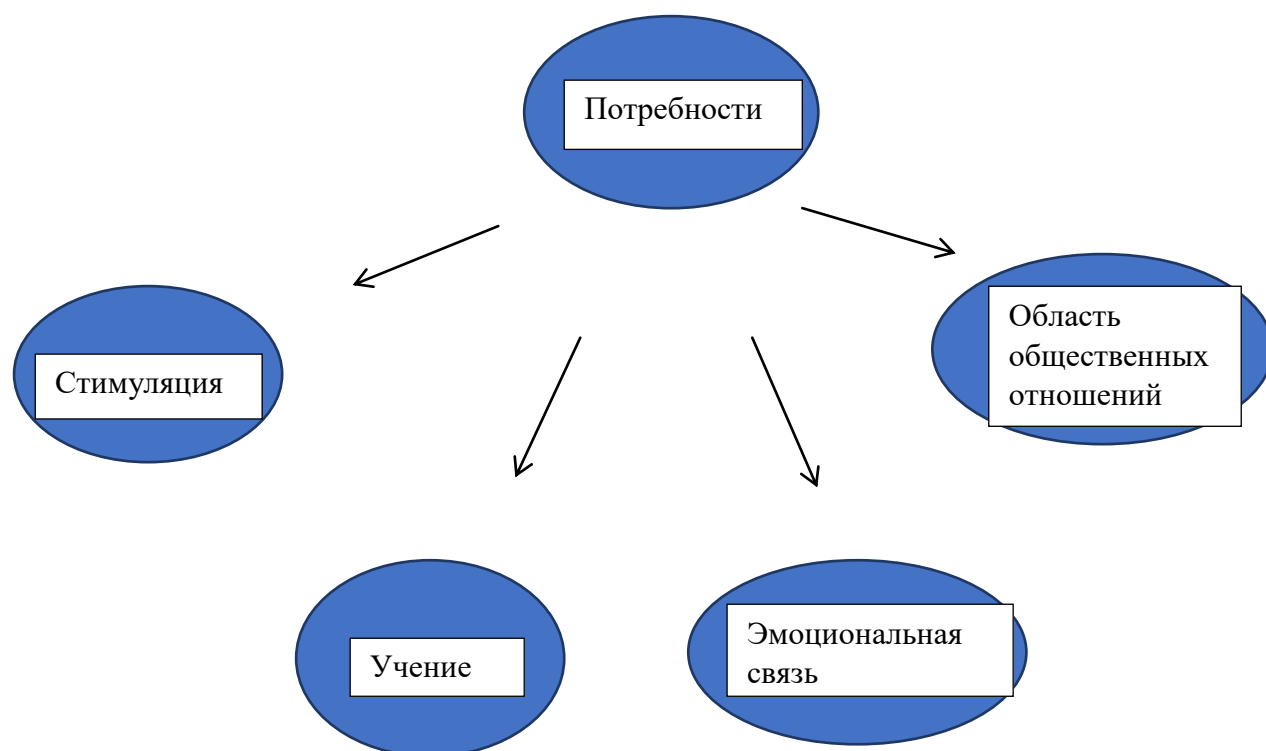 Потребности
Стимуляция
Область
общественных
отношений
Учение
Эмоциональная
связь